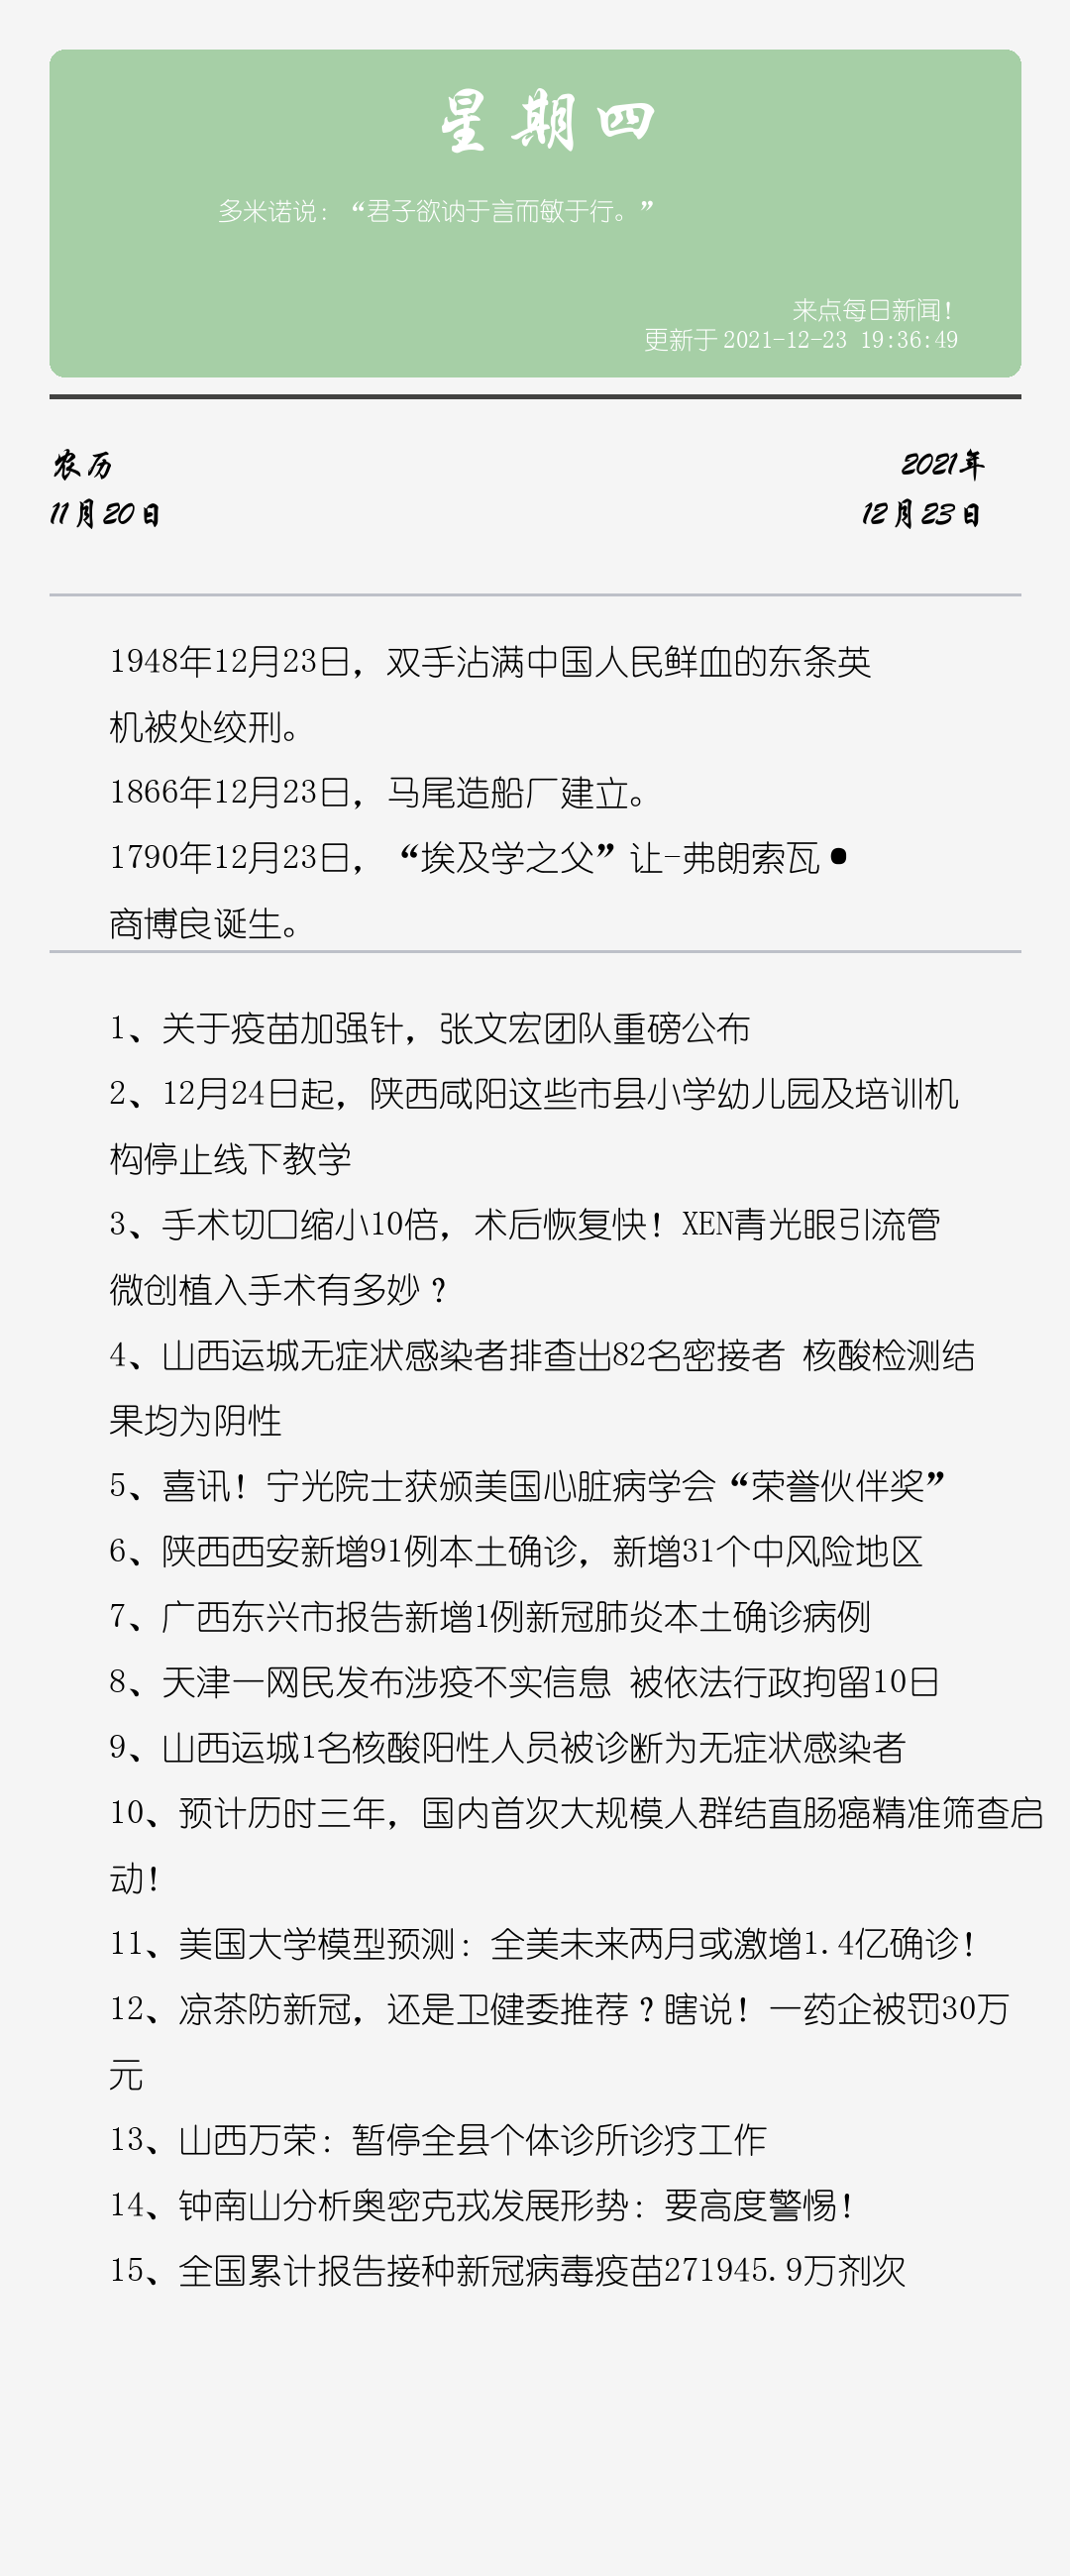 星期四
多米诺说：“君子欲讷于言而敏于行。”
来点每日新闻！
更新于2021-12-23 19:36:49
农历
2021年
11月20日
12月23日
1948年12月23日，双手沾满中国人民鲜血的东条英
机被处绞刑。
1866年12月23日，马尾造船厂建立。
1790年12月23日，“埃及学之父”让-弗朗索瓦•
商博良诞生。
1、关于疫苗加强针，张文宏团队重磅公布
2、12月24日起，陕西咸阳这些市县小学幼儿园及培训机
构停止线下教学
3、手术切口缩小10倍，术后恢复快！XEN青光眼引流管
微创植入手术有多妙？
4、山西运城无症状感染者排查出82名密接者 核酸检测结
果均为阴性
5、喜讯！宁光院士获颁美国心脏病学会“荣誉伙伴奖”
6、陕西西安新增91例本土确诊，新增31个中风险地区
7、广西东兴市报告新增1例新冠肺炎本土确诊病例
8、天津一网民发布涉疫不实信息 被依法行政拘留10日
9、山西运城1名核酸阳性人员被诊断为无症状感染者
10、预计历时三年，国内首次大规模人群结直肠癌精准筛查启
动！
11、美国大学模型预测：全美未来两月或激增1.4亿确诊！
12、凉茶防新冠，还是卫健委推荐？瞎说！一药企被罚30万
元
13、山西万荣：暂停全县个体诊所诊疗工作
14、钟南山分析奥密克戎发展形势：要高度警惕！
15、全国累计报告接种新冠病毒疫苗271945.9万剂次